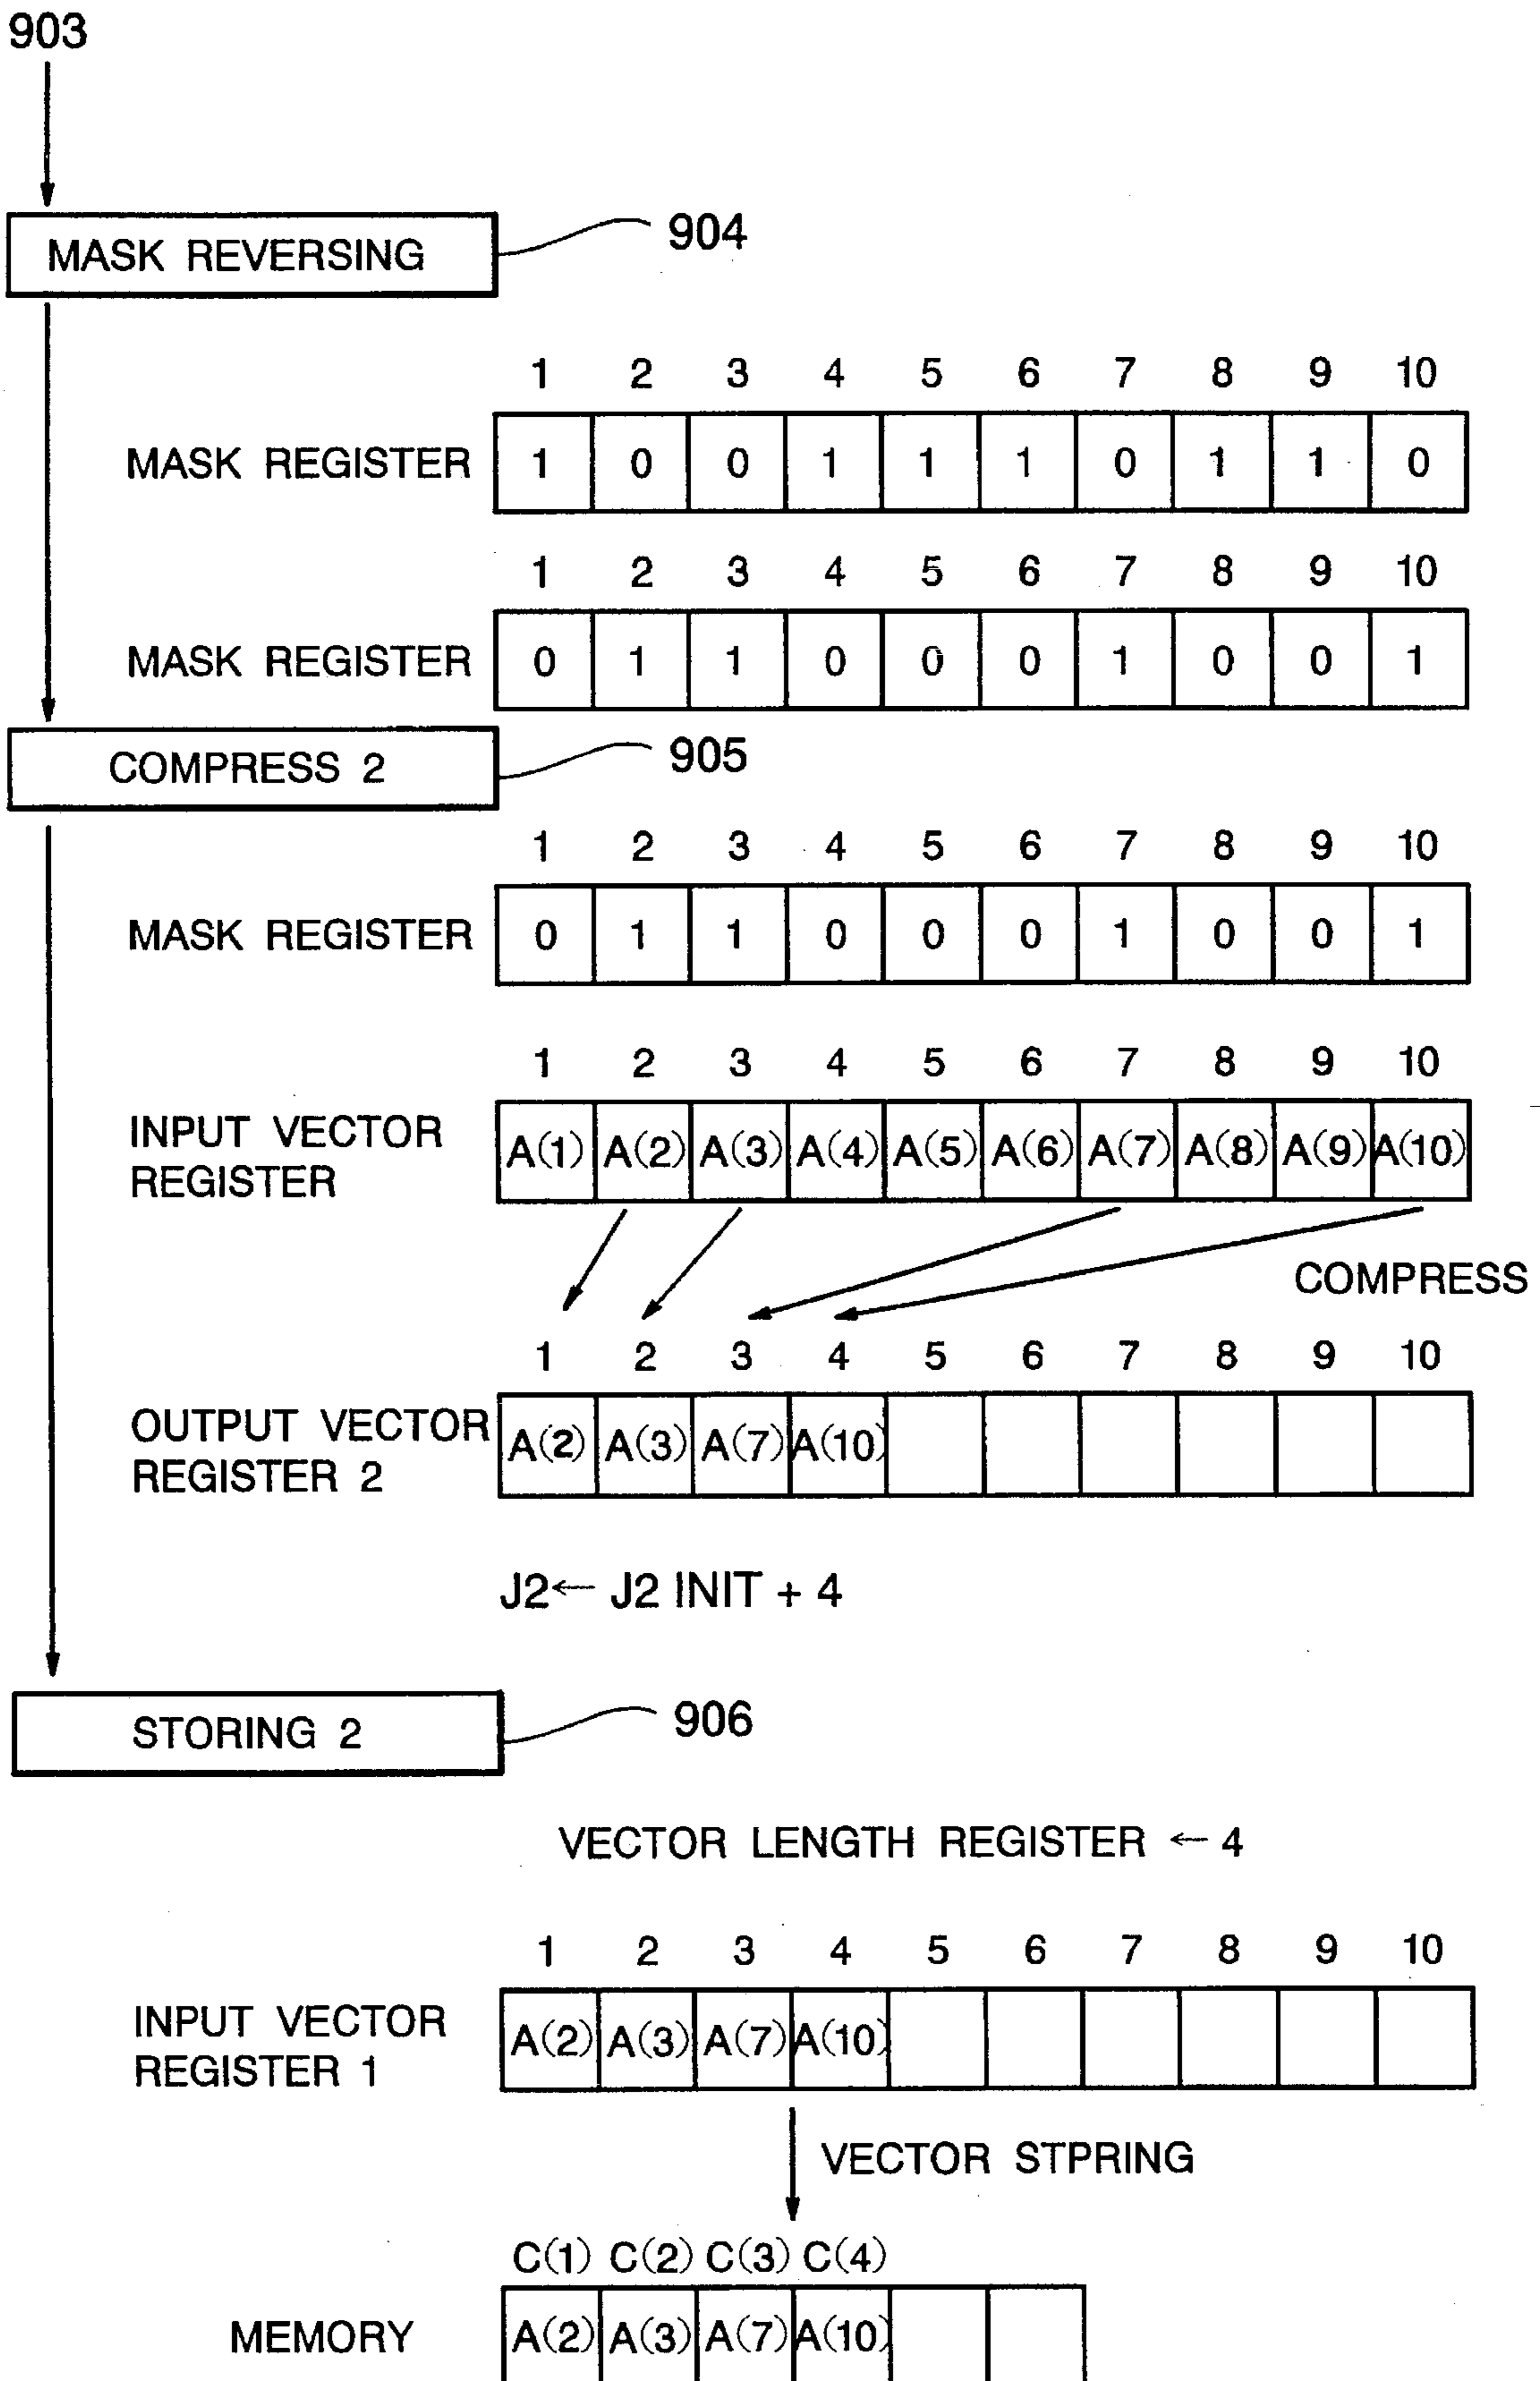 903
MASK REVERSING 904
1 2 3 4 5 6 7 8 9 10
MASK REGISTER 1 0 0 1 1 1 0 1 1 0
1 2 3 4 5 6 7 8 9 10
MASK REGISTER 0 1 1 0 0 0 1 0 0 1
COMPRESS 2 905
1 2 3 4 5 6 7 8 9 10
MASK REGISTER 0 1 1 0 0 0 1 0 0 1
1 2 3 4 5 6 7 8 9 10
INPUT VECTOR
REGISTER
A(1) A(2) A(3) A(4) A(5) A(6) A(7) A(8) A(9) A(10)
COMPRESS
1 2 3 4 5 6 7 8 9 10
OUTPUT VECTOR
REGISTER 2
A(2) A(3) A(7) A(10)
J2← J2 INIT + 4
STORING 2 906
VECTOR LENGTH REGISTER ← 4
1 2 3 4 5 6 7 8 9 10
INPUT VECTOR
REGISTER 1
A(2) A(3) A(7) A(10)
VECTOR STPRING
C(1) C(2) C(3) C(4)
MEMORY A(2) A(3) A(7) A(10)